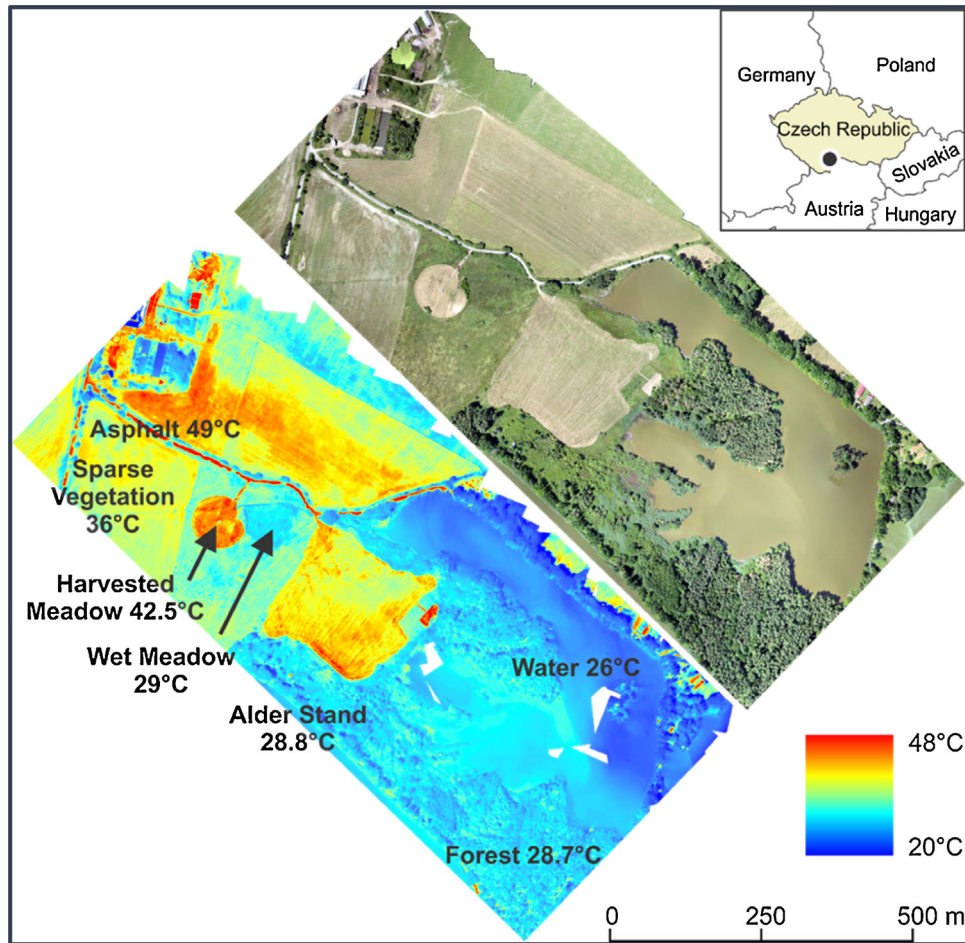 Germany
Poland
Czech Republic
Slovakia
Austria
Hungary
Asphalt 49°C
Sparse
Vegetation
36°C
Harvested
Meadow 42.5°C
Wet Meadow
29°C
Water 26°C
Alder Stand
28.8°C
Forest 28.7°C
48°C
20°C
0
250
500 m